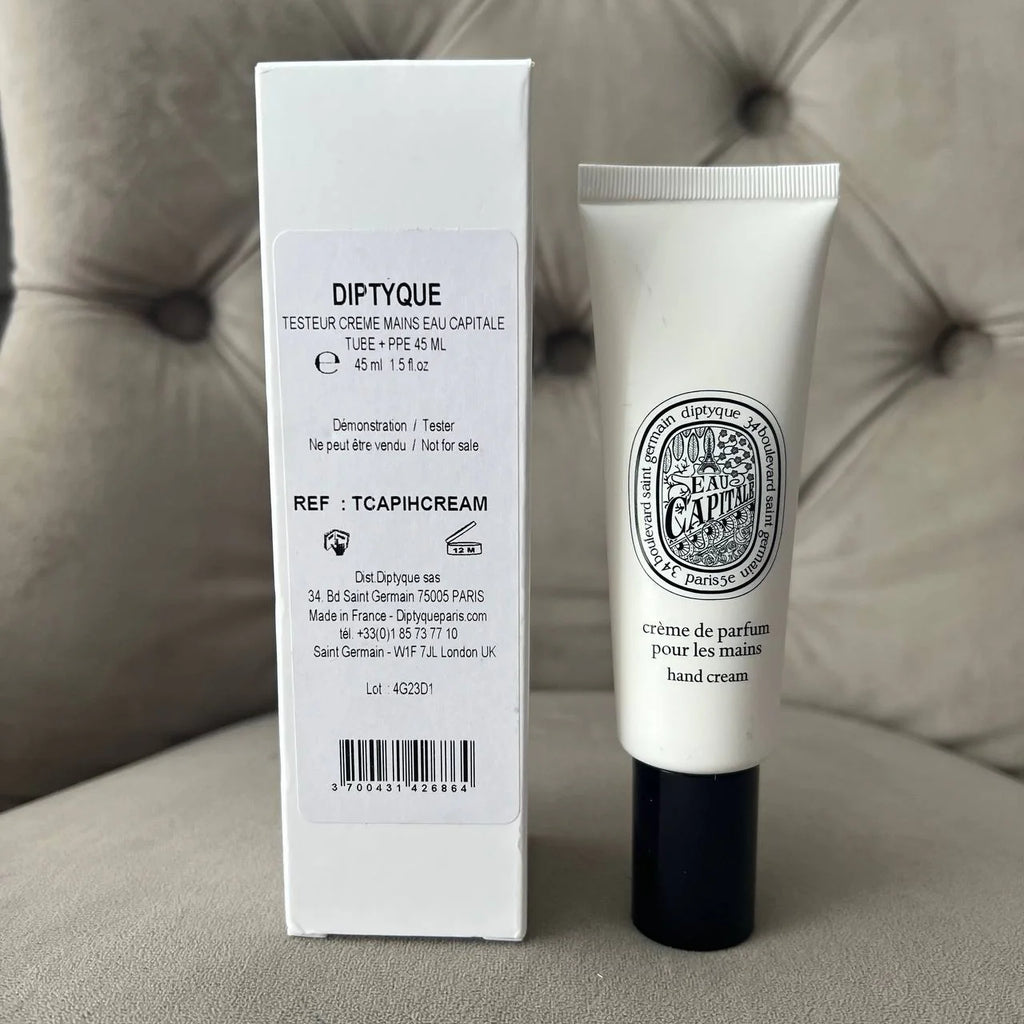 DIPTYQUE
TESTEUR CREME MAINS EAU CAPITALE
TUBE + PPE 45 ML
℮ 45 ml 1.5 fl.oz
Démonstration / Tester
Ne peut être vendu / Not for sale
REF : TCAPIHCREAM
12 M
Dist.Diptyque sas
34. Bd Saint Germain 75005 PARIS
Made in France - Diptyqueparis.com
tél. +33(0)1 85 73 77 10
Saint Germain - W1F 7JL London UK
Lot : 4G23D1
3 700431 426864
diptyque 34 boulevard saint germain paris5e 34 boulevard saint germain
EAU
CAPITALE
crème de parfum
pour les mains
hand cream